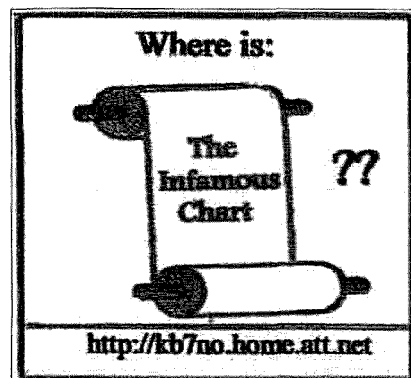 Where is:
The
Infamous
Chart
??
http://kb7no.home.att.net